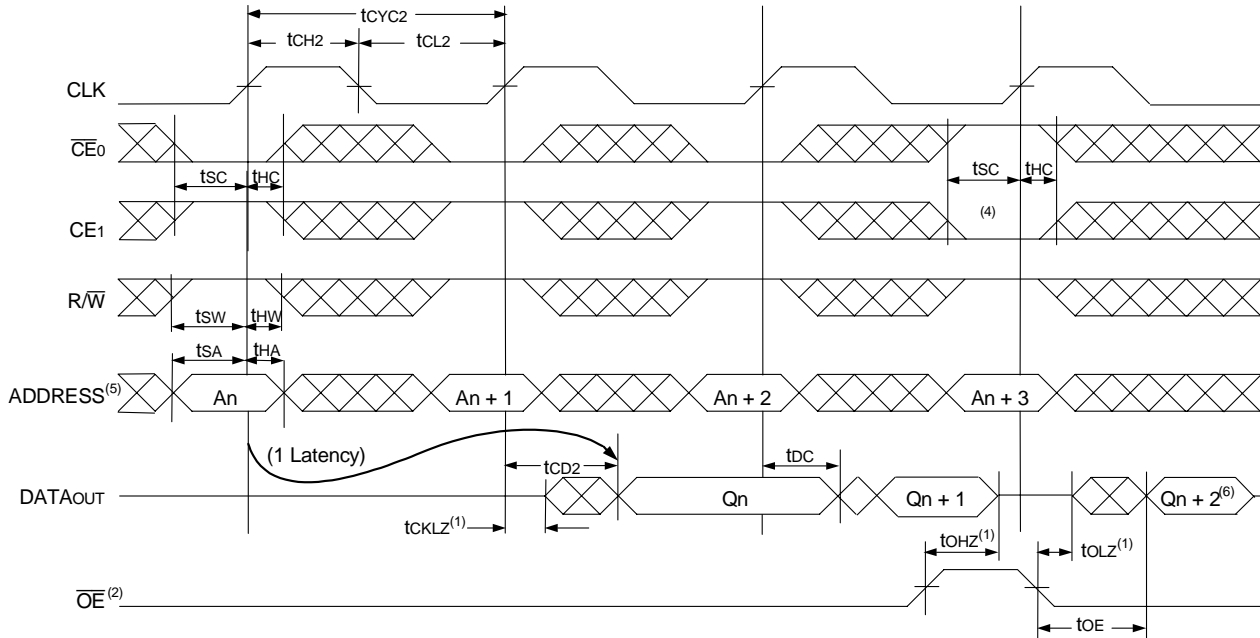 tCYC2
tCH2 tCL2
CLK
CE0
tSC tHC tSC tHC
CE1 (4)
R/W
tSW tHW
tSA tHA
ADDRESS(5) An An + 1 An + 2 An + 3
(1 Latency) tCD2 tDC
DATAOUT Qn Qn + 1 Qn + 2(6)
tCKLZ(1)
tOHZ(1) tOLZ(1)
OE(2)
tOE